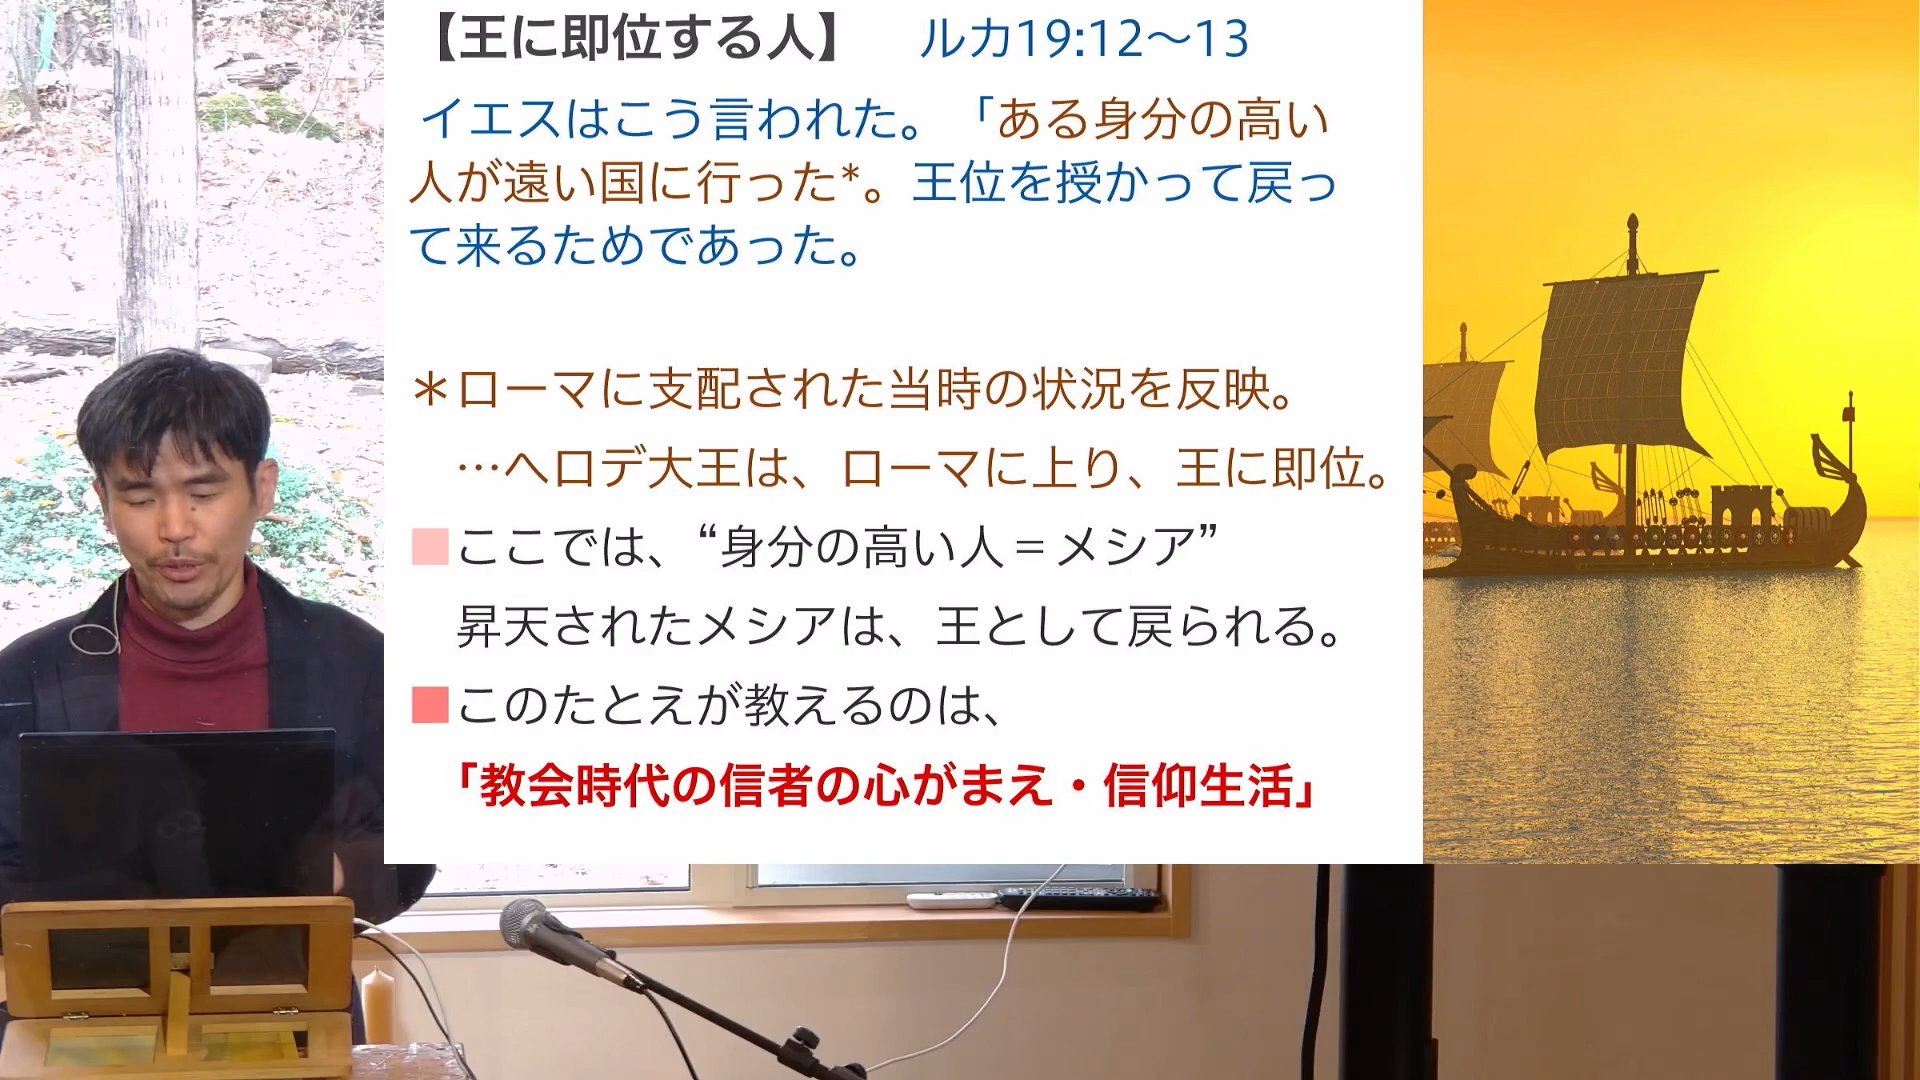 【王に即位する人】　ルカ19:12〜13
イエスはこう言われた。「ある身分の高い
人が遠い国に行った*。王位を授かって戻っ
て来るためであった。
＊ローマに支配された当時の状況を反映。
…ヘロデ大王は、ローマに上り、王に即位。
■ここでは、“身分の高い人＝メシア”
昇天されたメシアは、王として戻られる。
■このたとえが教えるのは、
「教会時代の信者の心がまえ・信仰生活」